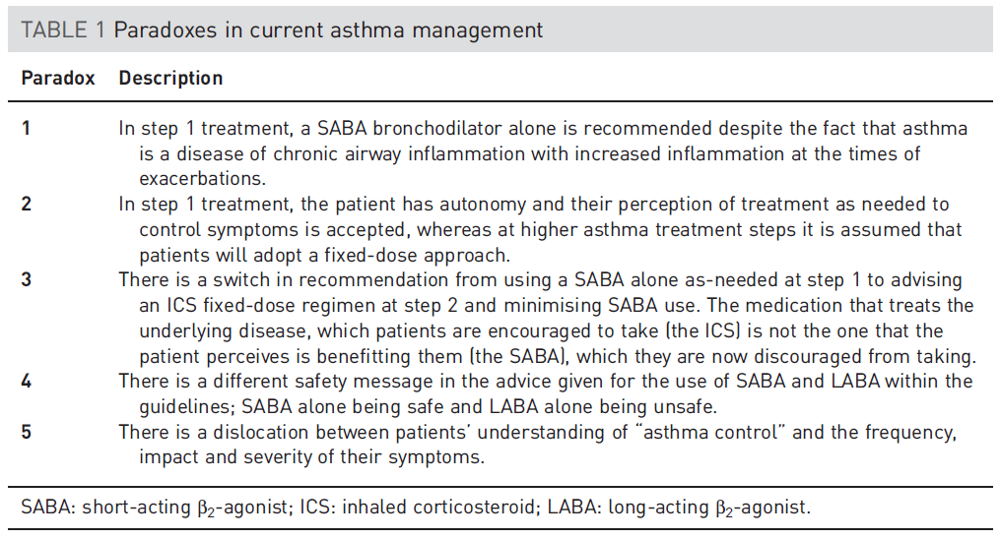 TABLE 1 Paradoxes in current asthma management
Paradox Description
1 In step 1 treatment, a SABA bronchodilator alone is recommended despite the fact that asthma
is a disease of chronic airway inflammation with increased inflammation at the times of
exacerbations.
2 In step 1 treatment, the patient has autonomy and their perception of treatment as needed to
control symptoms is accepted, whereas at higher asthma treatment steps it is assumed that
patients will adopt a fixed-dose approach.
3 There is a switch in recommendation from using a SABA alone as-needed at step 1 to advising
an ICS fixed-dose regimen at step 2 and minimising SABA use. The medication that treats the
underlying disease, which patients are encouraged to take (the ICS) is not the one that the
patient perceives is benefitting them (the SABA), which they are now discouraged from taking.
4 There is a different safety message in the advice given for the use of SABA and LABA within the
guidelines; SABA alone being safe and LABA alone being unsafe.
5 There is a dislocation between patients’ understanding of “asthma control” and the frequency,
impact and severity of their symptoms.
SABA: short-acting β₂-agonist; ICS: inhaled corticosteroid; LABA: long-acting β₂-agonist.